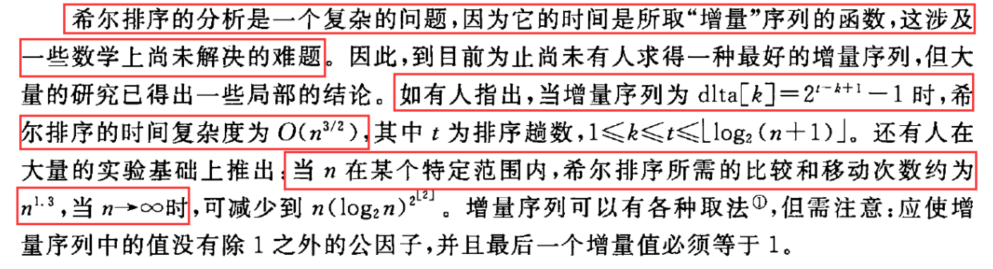 希尔排序的分析是一个复杂的问题,因为它的时间是所取“增量”序列的函数,这涉及
一些数学上尚未解决的难题。因此,到目前为止尚未有人求得一种最好的增量序列,但大
量的研究已得出一些局部的结论。如有人指出,当增量序列为 dlta[k]=2^{t-k+1}-1 时,希
尔排序的时间复杂度为 O(n^{3/2}),其中 t 为排序趟数,1≤k≤t≤⌊log₂(n+1)⌋。还有人在
大量的实验基础上推出:当 n 在某个特定范围内,希尔排序所需的比较和移动次数约为
n^{1.3},当 n→∞时,可减少到 n(log₂n)^{2[2]}。增量序列可以有各种取法①,但需注意:应使增
量序列中的值没有除 1 之外的公因子,并且最后一个增量值必须等于 1。